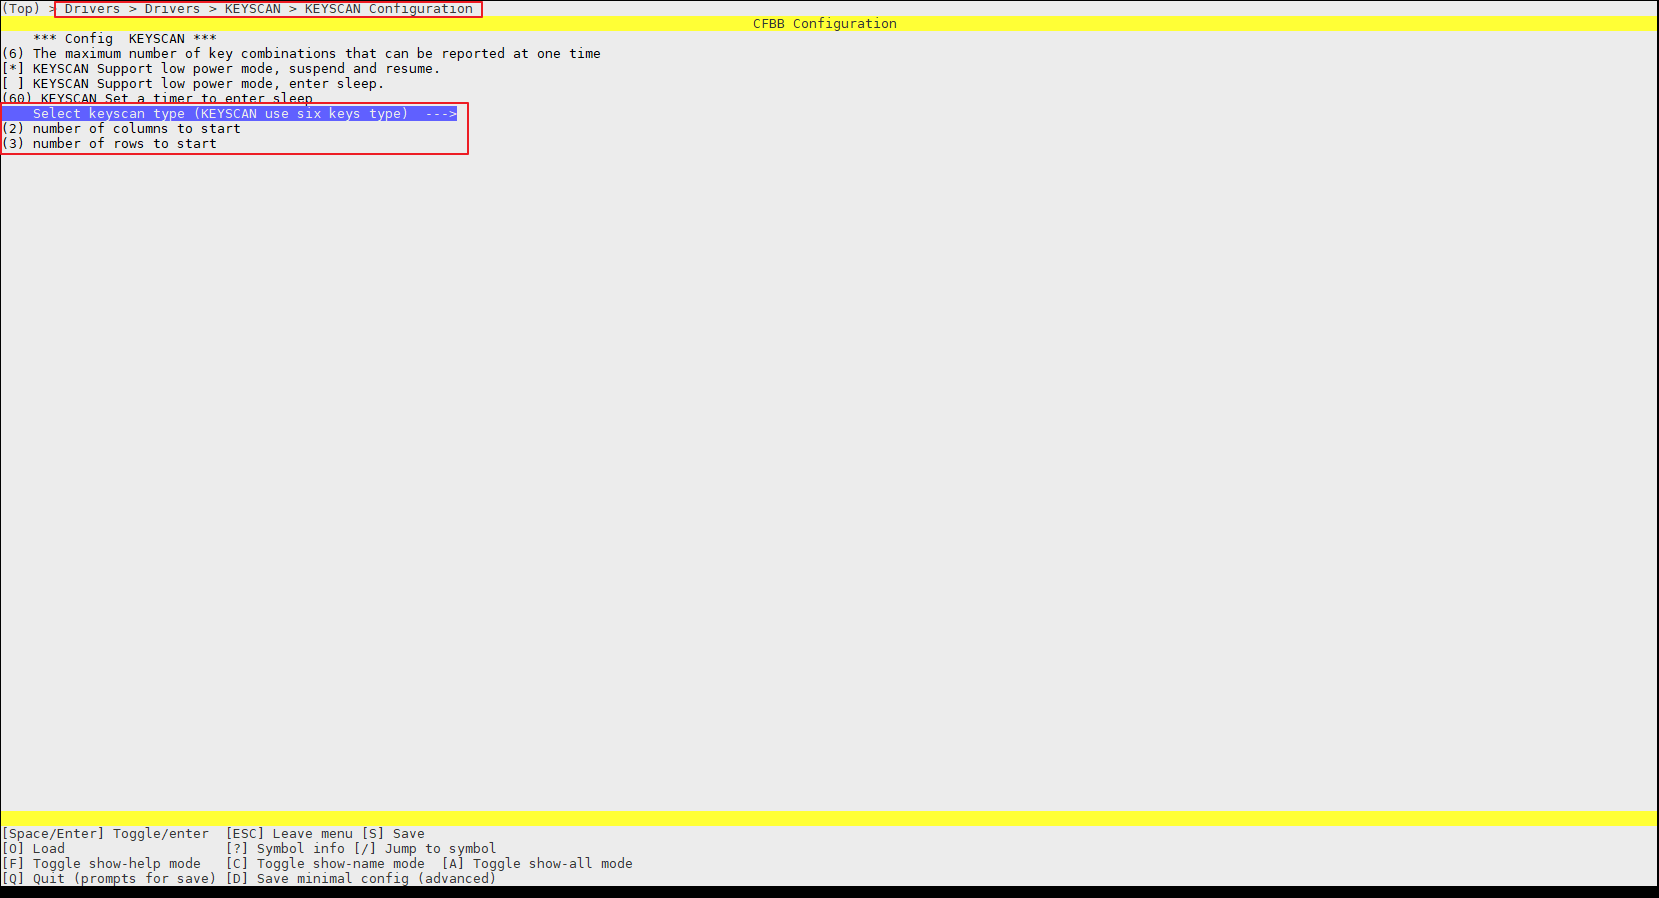 (Top) > Drivers > Drivers > KEYSCAN > KEYSCAN Configuration
CFBB Configuration
*** Config  KEYSCAN ***
(6) The maximum number of key combinations that can be reported at one time
[*] KEYSCAN Support low power mode, suspend and resume.
[ ] KEYSCAN Support low power mode, enter sleep.
(60) KEYSCAN Set a timer to enter sleep
Select keyscan type (KEYSCAN use six keys type)  --->
(2) number of columns to start
(3) number of rows to start
[Space/Enter] Toggle/enter  [ESC] Leave menu [S] Save
[O] Load                    [?] Symbol info [/] Jump to symbol
[F] Toggle show-help mode   [C] Toggle show-name mode  [A] Toggle show-all mode
[Q] Quit (prompts for save) [D] Save minimal config (advanced)